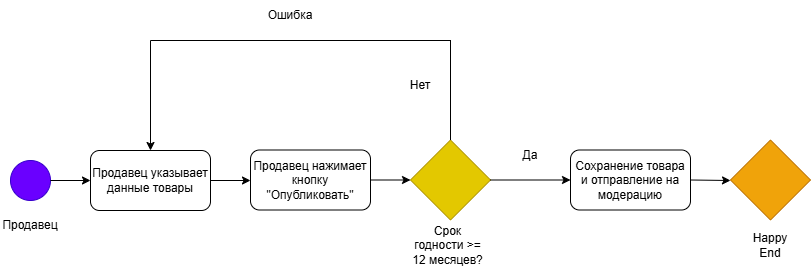 Ошибка
Нет
Да
Продавец указывает
данные товары
Продавец нажимает
кнопку
"Опубликовать"
Сохранение товара
и отправление на
модерацию
Продавец
Срок
годности >=
12 месяцев?
Happy
End